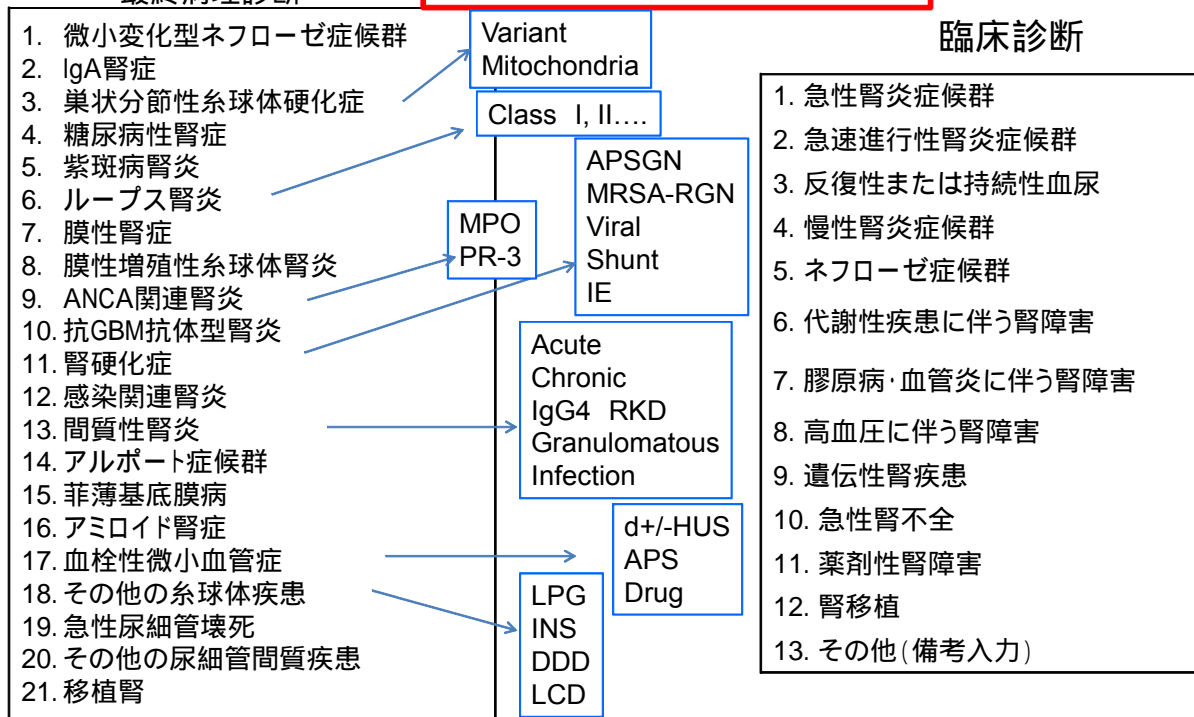 最終病理診断
1. 微小変化型ネフローゼ症候群
2. IgA腎症
3. 巣状分節性糸球体硬化症
4. 糖尿病性腎症
5. 紫斑病腎炎
6. ループス腎炎
7. 膜性腎症
8. 膜性増殖性糸球体腎炎
9. ANCA関連腎炎
10. 抗GBM抗体型腎炎
11. 腎硬化症
12. 感染関連腎炎
13. 間質性腎炎
14. アルポート症候群
15. 菲薄基底膜病
16. アミロイド腎症
17. 血栓性微小血管症
18. その他の糸球体疾患
19. 急性尿細管壊死
20. その他の尿細管間質疾患
21. 移植腎
Variant
Mitochondria
Class I, II....
MPO
PR-3
APSGN
MRSA-RGN
Viral
Shunt
IE
Acute
Chronic
IgG4 RKD
Granulomatous
Infection
d+/-HUS
APS
Drug
LPG
INS
DDD
LCD
臨床診断
1. 急性腎炎症候群
2. 急速進行性腎炎症候群
3. 反復性または持続性血尿
4. 慢性腎炎症候群
5. ネフローゼ症候群
6. 代謝性疾患に伴う腎障害
7. 膠原病・血管炎に伴う腎障害
8. 高血圧に伴う腎障害
9. 遺伝性腎疾患
10. 急性腎不全
11. 薬剤性腎障害
12. 腎移植
13. その他(備考入力)